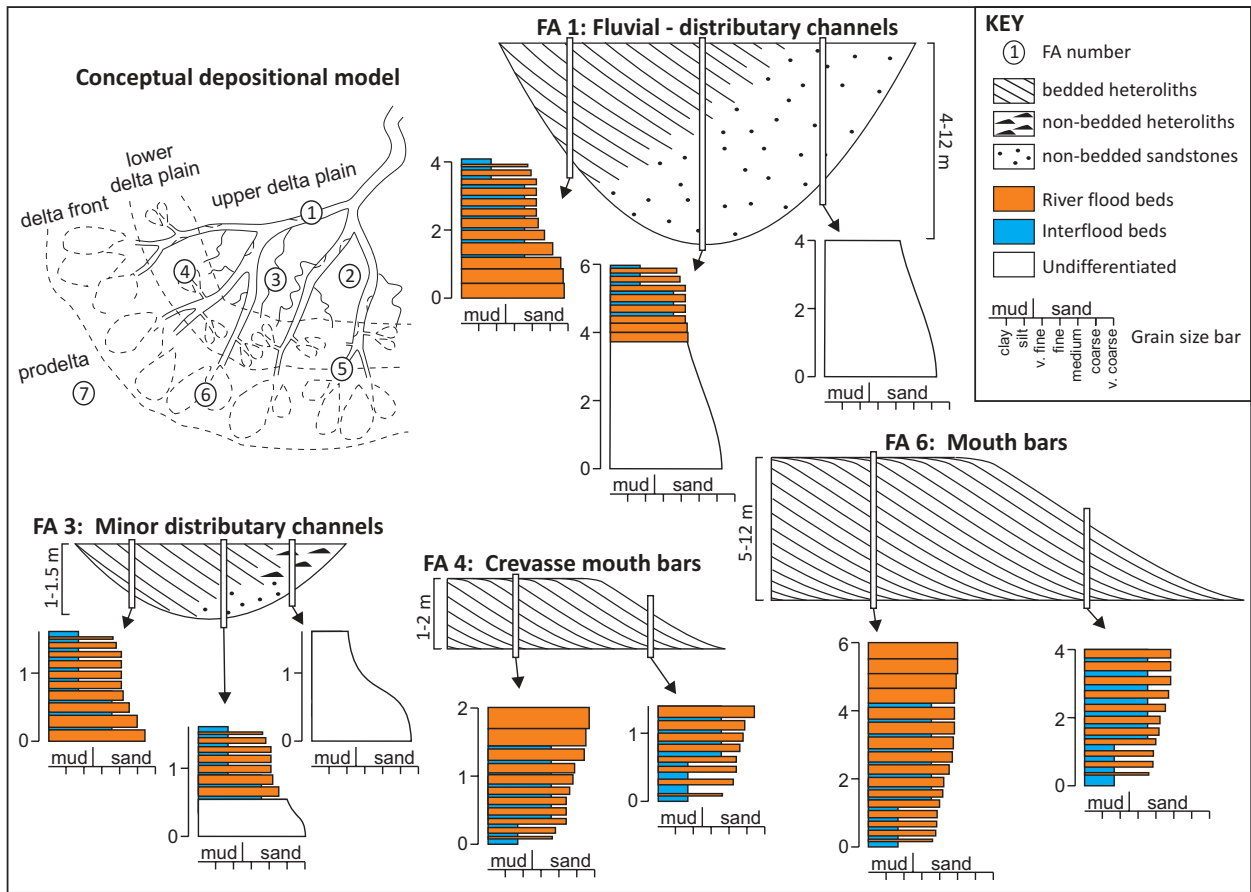 FA 1: Fluvial - distributary channels
Conceptual depositional model
lower
delta plain
upper delta plain
delta front
prodelta
1
2
3
4
5
6
7
4-12 m
4
2
0
mud sand
6
4
2
0
mud sand
4
2
0
mud sand
KEY
1 FA number
bedded heteroliths
non-bedded heteroliths
non-bedded sandstones
River flood beds
Interflood beds
Undifferentiated
mud sand
clay
silt
v. fine
fine
medium
coarse
v. coarse
Grain size bar
FA 3: Minor distributary channels
1-1.5 m
1
0
mud sand
1
0
mud sand
1
0
mud sand
FA 4: Crevasse mouth bars
1-2 m
2
1
0
mud sand
1
0
mud sand
FA 6: Mouth bars
5-12 m
6
4
2
0
mud sand
4
2
0
mud sand